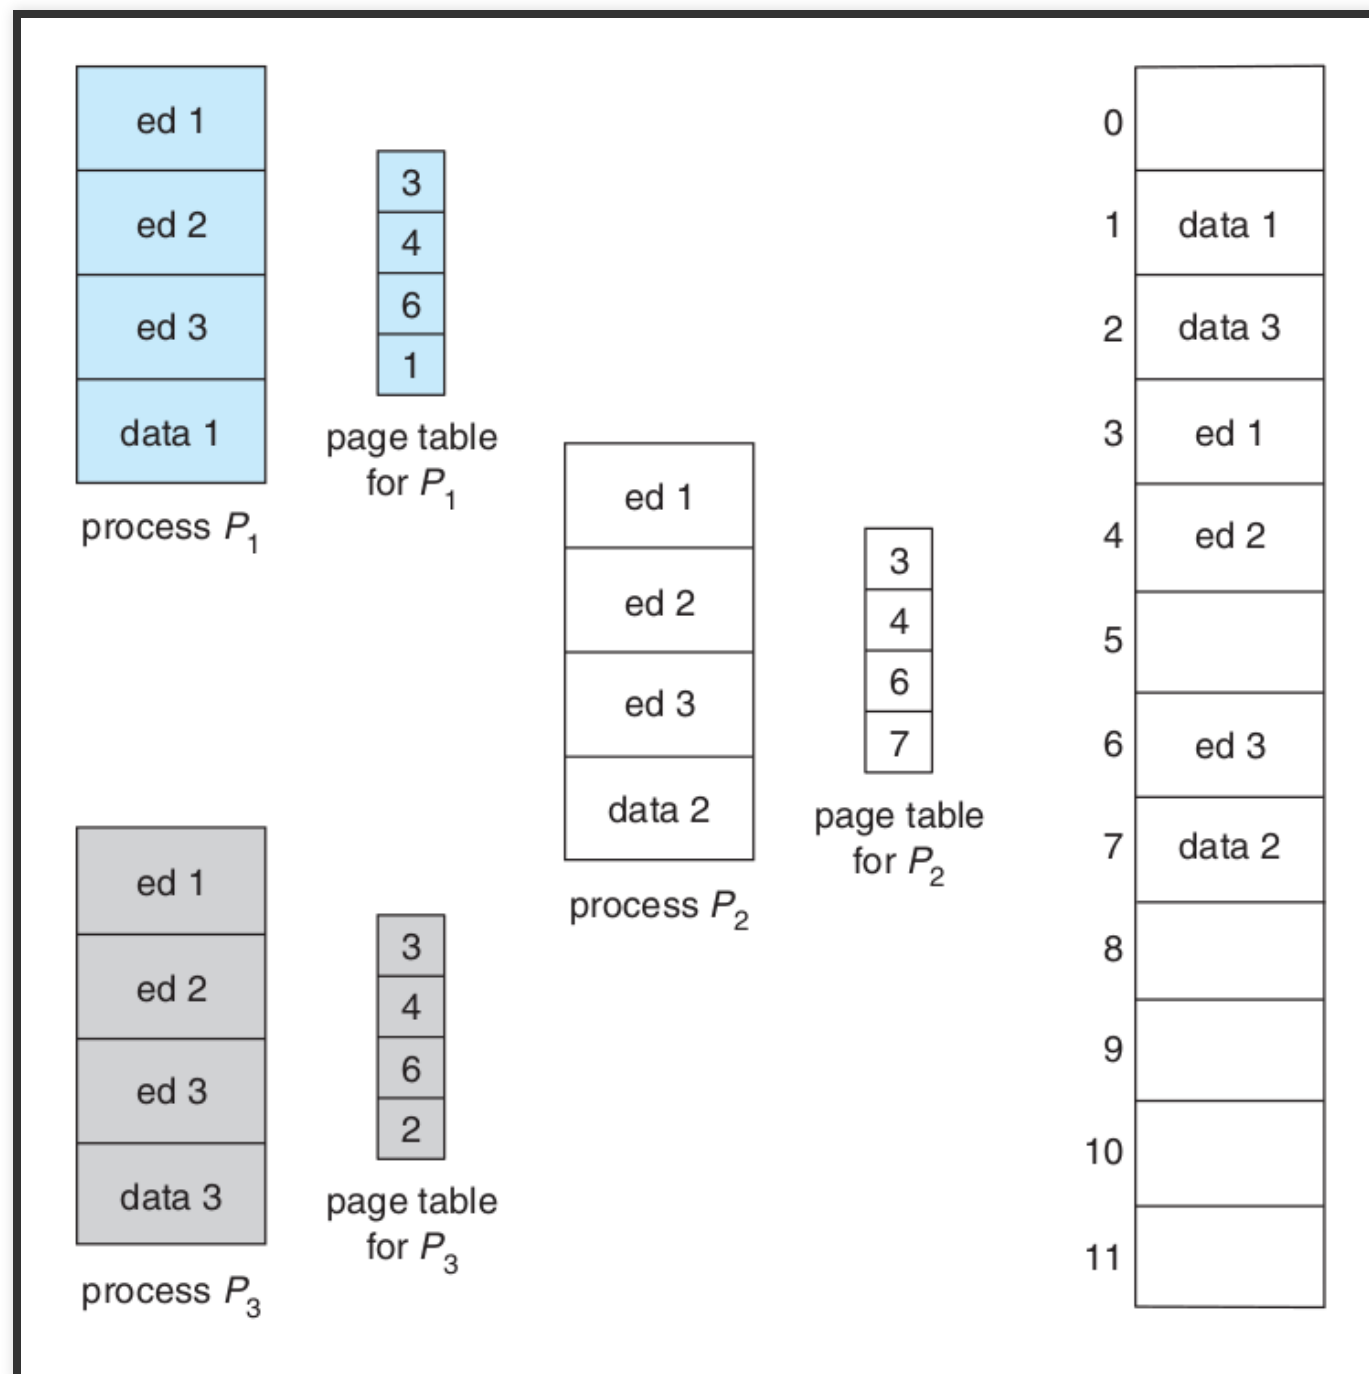 ed 1
ed 2
ed 3
data 1
process P1
3
4
6
1
page table
for P1
ed 1
ed 2
ed 3
data 2
process P2
3
4
6
7
page table
for P2
ed 1
ed 2
ed 3
data 3
process P3
3
4
6
2
page table
for P3
0
1 data 1
2 data 3
3 ed 1
4 ed 2
5
6 ed 3
7 data 2
8
9
10
11